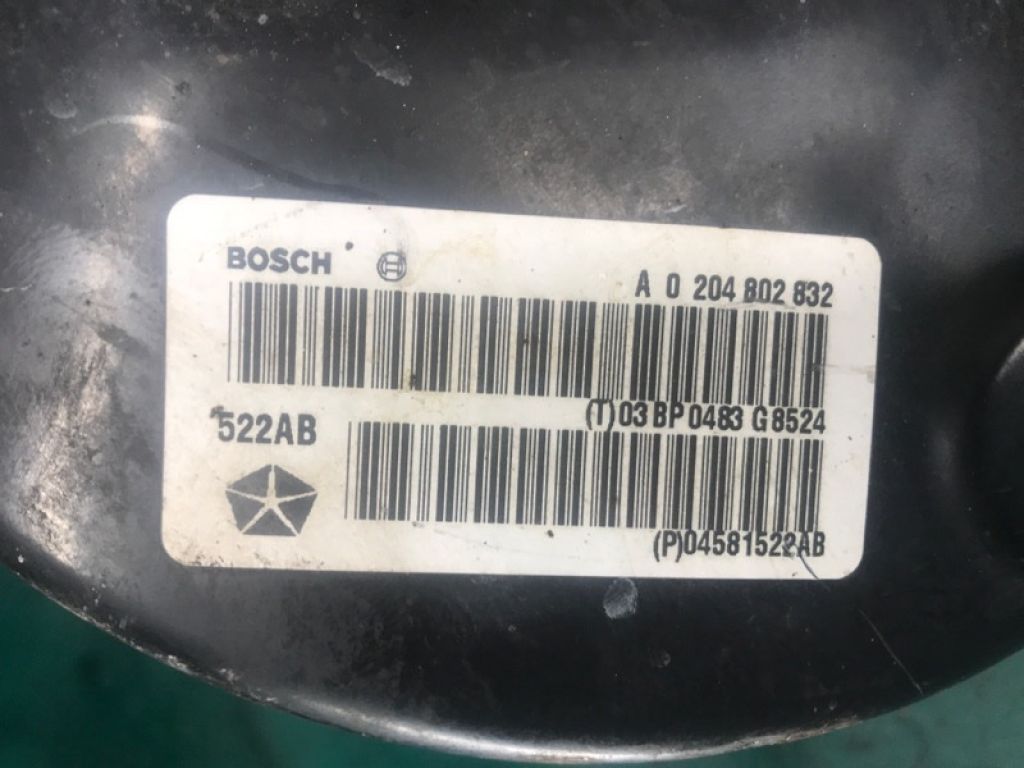 BOSCH
A 0 204 802 832
522AB
(T)03 BP 0483 G8524
(P)04581522AB